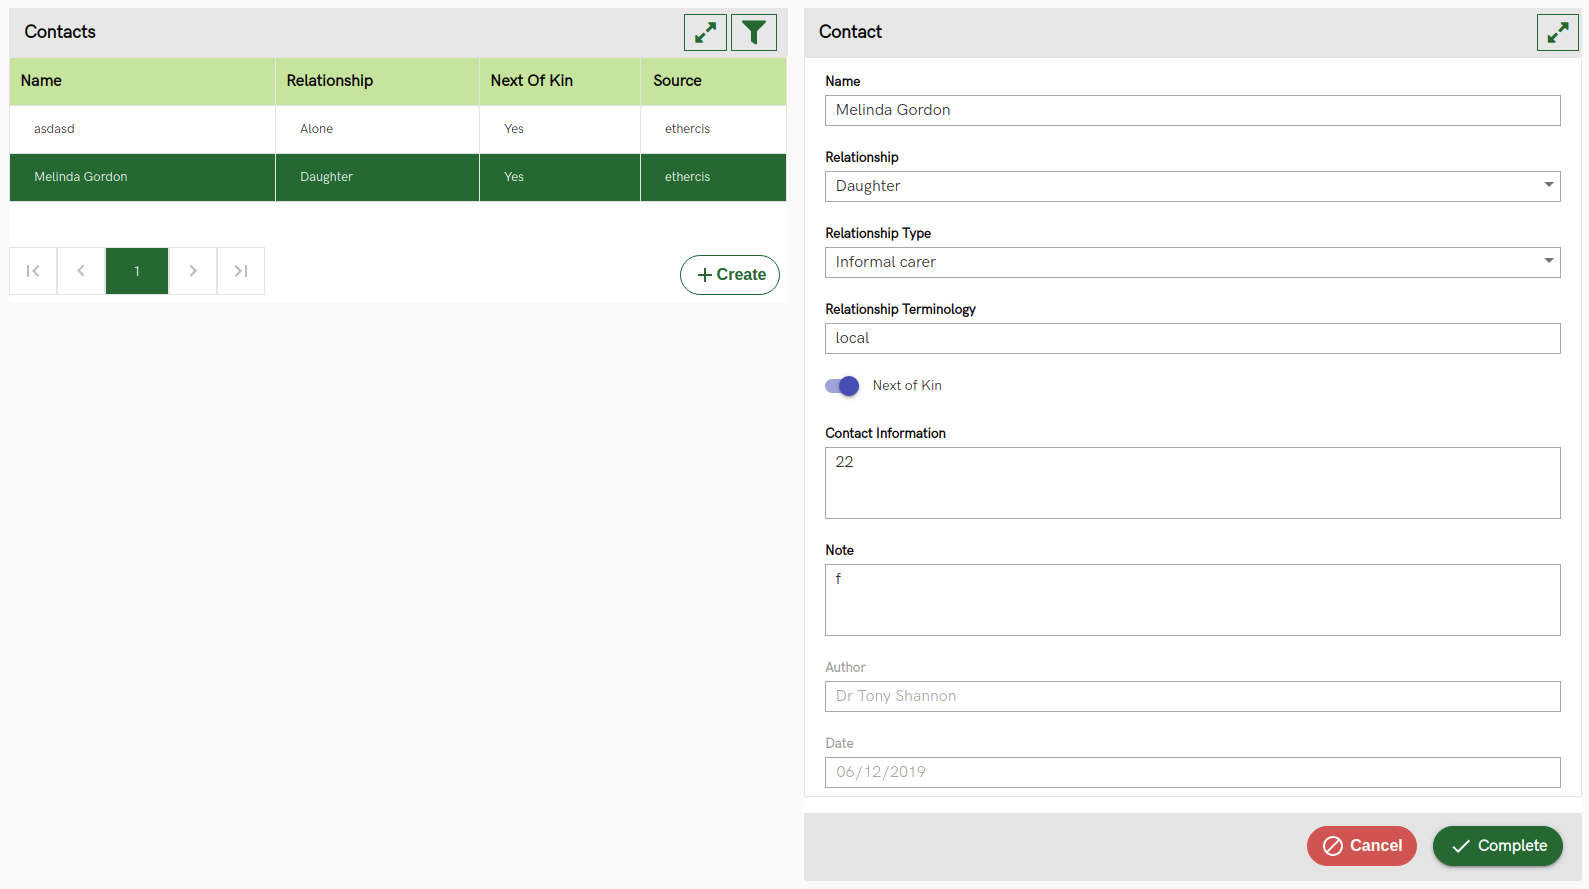 Contacts
Name Relationship Next Of Kin Source
asdasd Alone Yes ethercis
Melinda Gordon Daughter Yes ethercis
1
Create
Contact
Name
Melinda Gordon
Relationship
Daughter
Relationship Type
Informal carer
Relationship Terminology
local
Next of Kin
Contact Information
22
Note
f
Author
Dr Tony Shannon
Date
06/12/2019
Cancel Complete